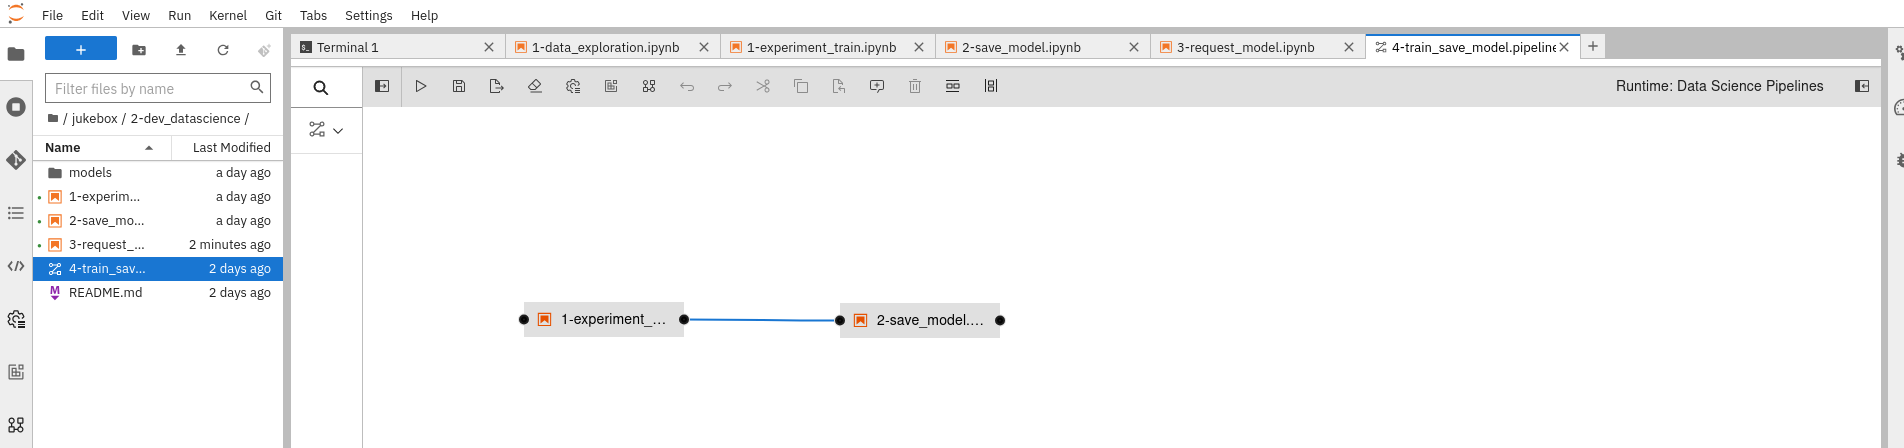 File Edit View Run Kernel Git Tabs Settings Help
Terminal 1
1-data_exploration.ipynb
1-experiment_train.ipynb
2-save_model.ipynb
3-request_model.ipynb
4-train_save_model.pipeline
Filter files by name
/ jukebox / 2-dev_datascience /
Name Last Modified
models a day ago
1-experim... a day ago
2-save_mo... a day ago
3-request_... 2 minutes ago
4-train_sav... 2 days ago
README.md 2 days ago
Runtime: Data Science Pipelines
1-experiment_...
2-save_model....